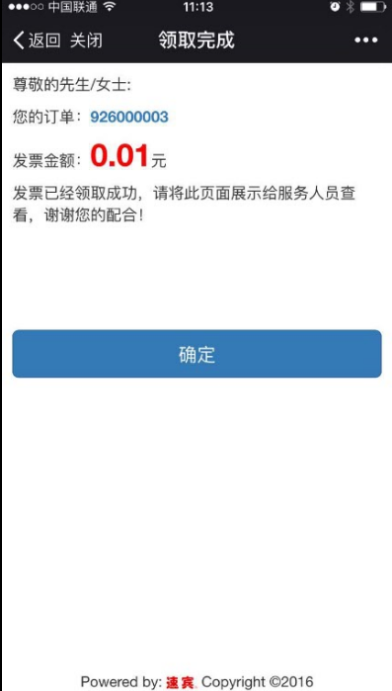 中国联通 11:13
返回 关闭 领取完成
尊敬的先生/女士:
您的订单：926000003
发票金额：0.01元
发票已经领取成功，请将此页面展示给服务人员查
看，谢谢您的配合！
确定
Powered by: 速宾 Copyright ©2016